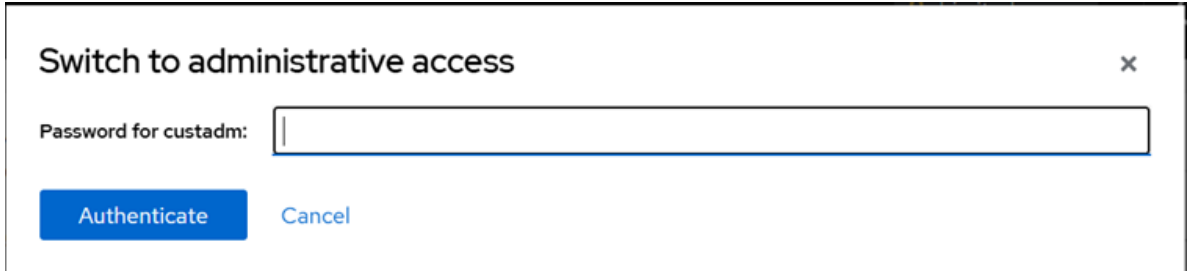 Switch to administrative access
Password for custadm:
Authenticate Cancel